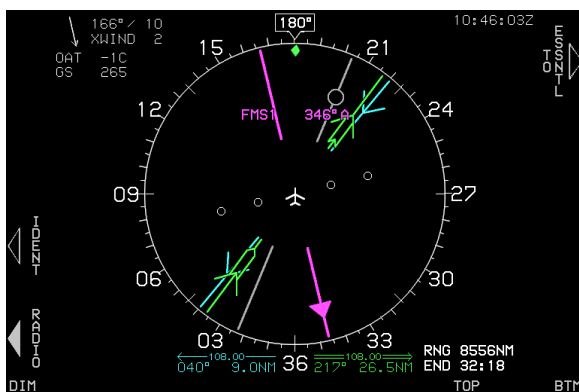 166°/ 10
XWIND 2
OAT -1C
GS 265
180°
10:46:03Z
ESSNTL
TO
15
21
12
24
FMS1 346°A
09
27
IDENT
06
30
RADIO
03
33
36
108.00
040° 9.0NM
108.00
217° 26.5NM
RNG 8556NM
END 32:18
DIM
TOP
BTM